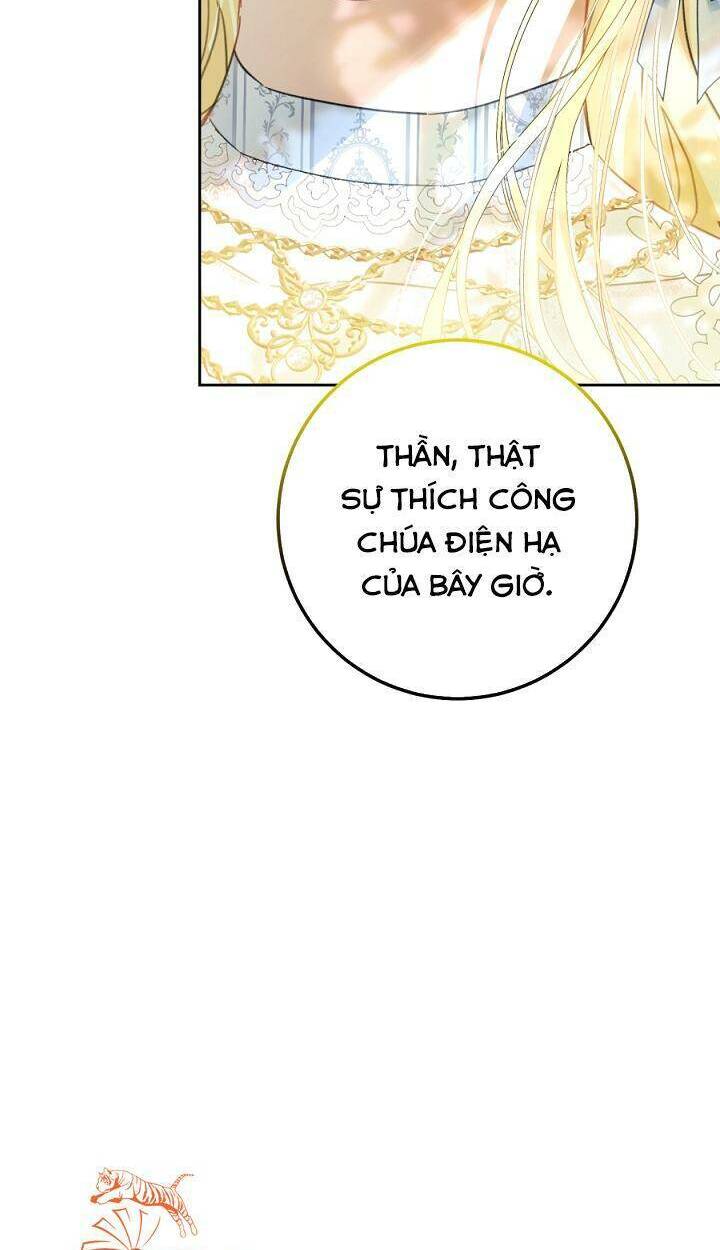 THẦN, THẬT
SỰ THÍCH CÔNG
CHÚA ĐIỆN HẠ
CỦA BÂY GIỜ.